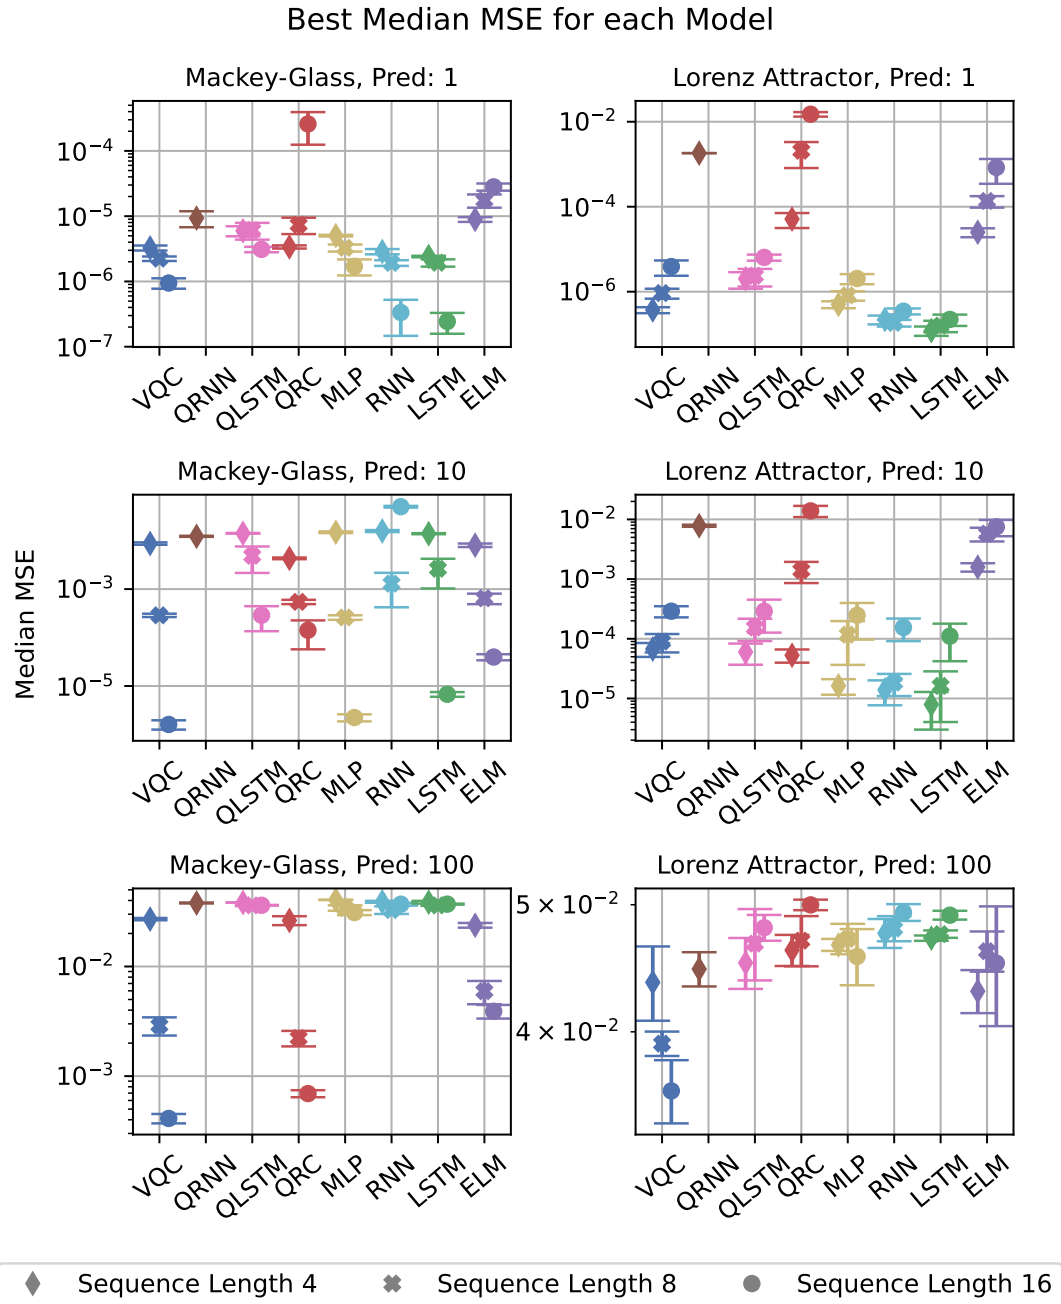 Best Median MSE for each Model
Mackey-Glass, Pred: 1
10⁻⁴
10⁻⁵
10⁻⁶
10⁻⁷
VQC
QRNN
QLSTM
QRC
MLP
RNN
LSTM
ELM
Lorenz Attractor, Pred: 1
10⁻²
10⁻⁴
10⁻⁶
VQC
QRNN
QLSTM
QRC
MLP
RNN
LSTM
ELM
Median MSE
Mackey-Glass, Pred: 10
10⁻³
10⁻⁵
VQC
QRNN
QLSTM
QRC
MLP
RNN
LSTM
ELM
Lorenz Attractor, Pred: 10
10⁻²
10⁻³
10⁻⁴
10⁻⁵
VQC
QRNN
QLSTM
QRC
MLP
RNN
LSTM
ELM
Mackey-Glass, Pred: 100
10⁻²
10⁻³
VQC
QRNN
QLSTM
QRC
MLP
RNN
LSTM
ELM
Lorenz Attractor, Pred: 100
5 × 10⁻²
4 × 10⁻²
VQC
QRNN
QLSTM
QRC
MLP
RNN
LSTM
ELM
Sequence Length 4
Sequence Length 8
Sequence Length 16